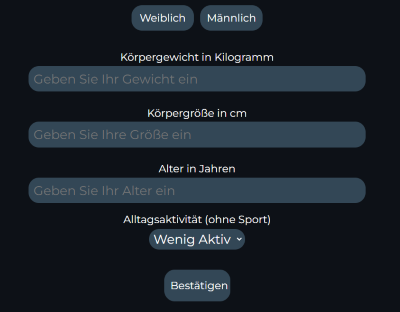 Weiblich Männlich
Körpergewicht in Kilogramm
Geben Sie Ihr Gewicht ein
Körpergröße in cm
Geben Sie Ihre Größe ein
Alter in Jahren
Geben Sie Ihr Alter ein
Alltagsaktivität (ohne Sport)
Wenig Aktiv
Bestätigen